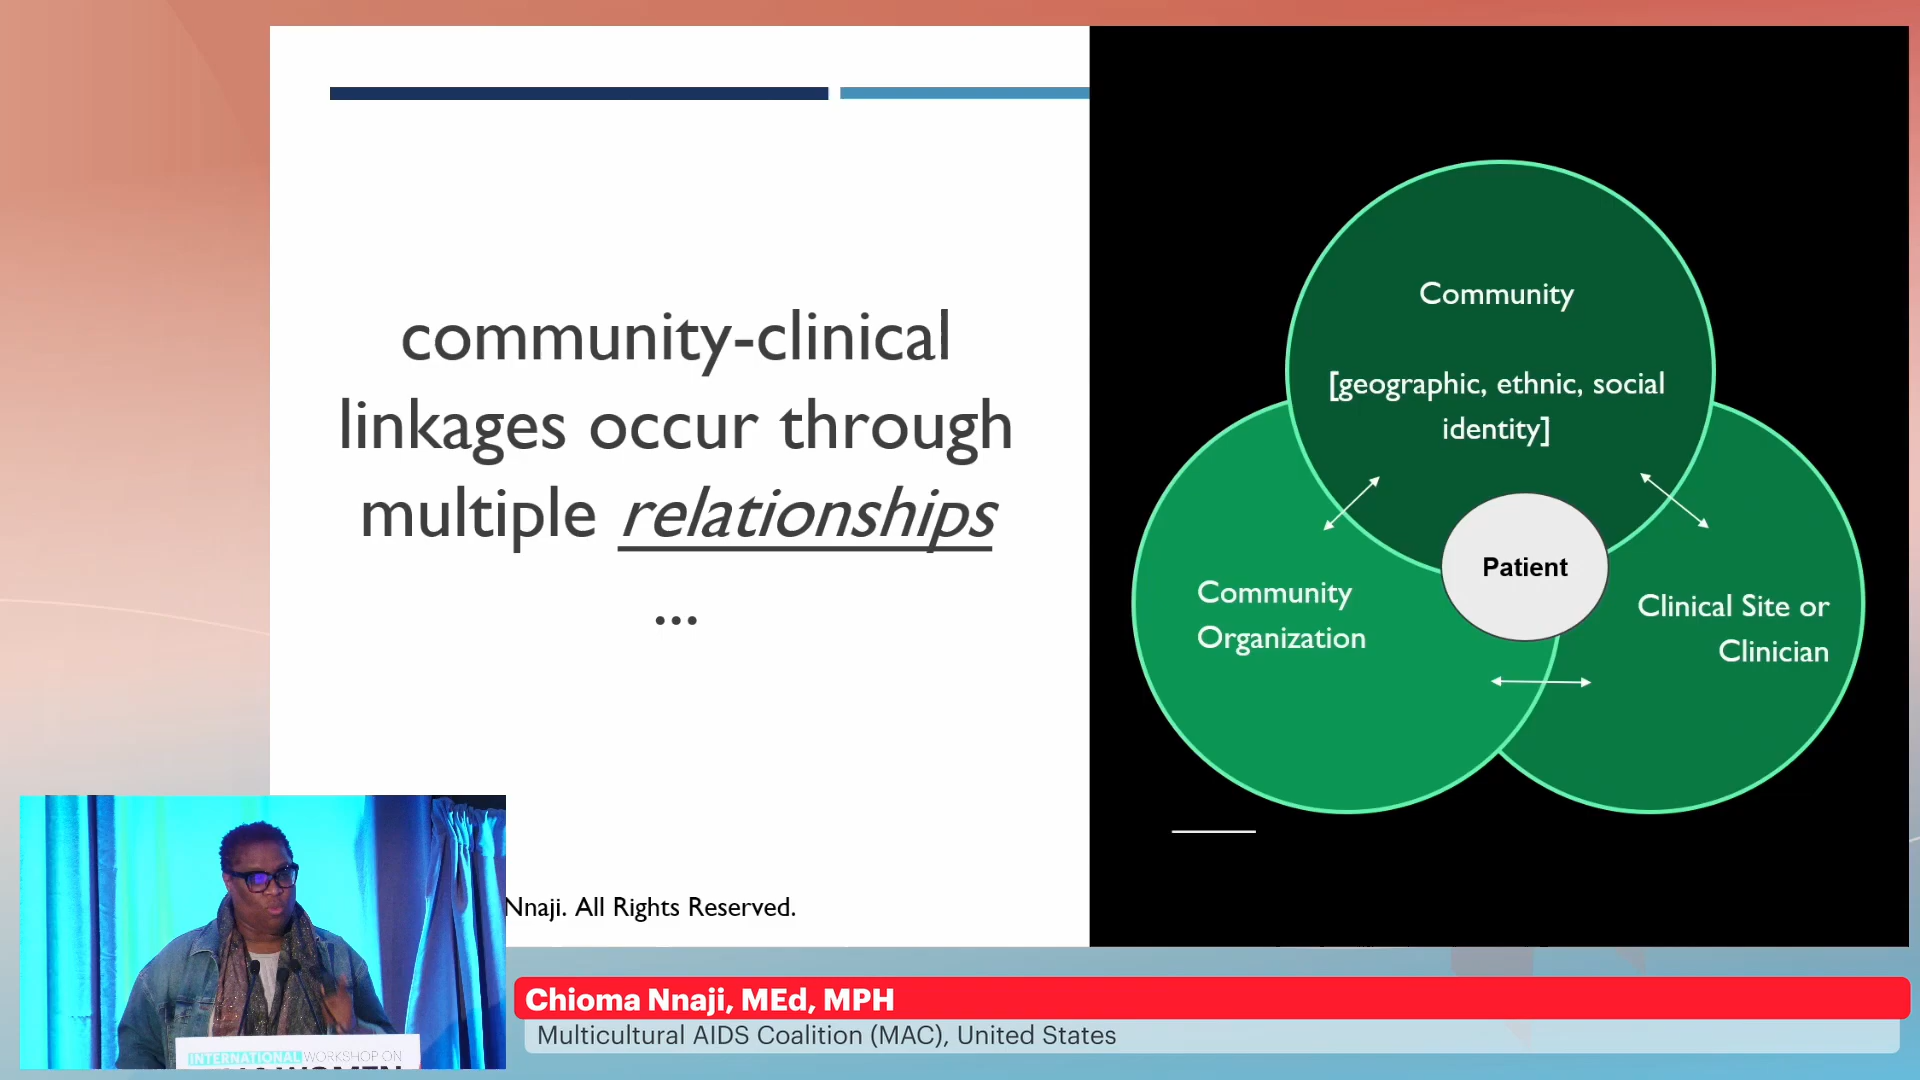 community-clinical
linkages occur through
multiple relationships
...
Community
[geographic, ethnic, social
identity]
Patient
Community
Organization
Clinical Site or
Clinician
Nnaji. All Rights Reserved.
Chioma Nnaji, MEd, MPH
Multicultural AIDS Coalition (MAC), United States
INTERNATIONAL WORKSHOP ON
WOMEN